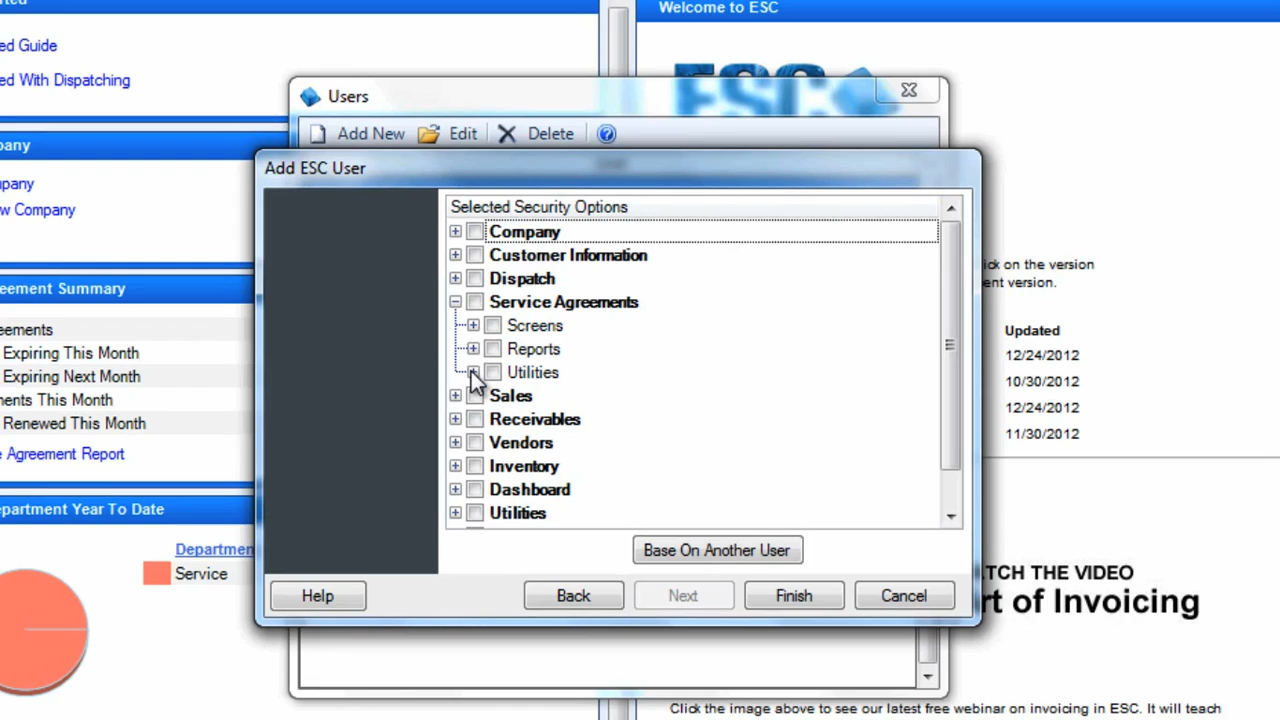 ed Guide
ed With Dispatching
pany
mpany
w Company
reement Summary
eements
Expiring This Month
Expiring Next Month
ments This Month
Renewed This Month
e Agreement Report
epartment Year To Date
Departmen
Service
Welcome to ESC
ESC
Users
Add New
Edit
Delete
Add ESC User
Selected Security Options
Company
Customer Information
Dispatch
Service Agreements
Screens
Reports
Utilities
Sales
Receivables
Vendors
Inventory
Dashboard
Utilities
Base On Another User
Help
Back
Next
Finish
Cancel
ick on the version
ent version.
Updated
12/24/2012
10/30/2012
12/24/2012
11/30/2012
TCH THE VIDEO
rt of Invoicing
Click the image above to see our latest free webinar on invoicing in ESC. It will teach